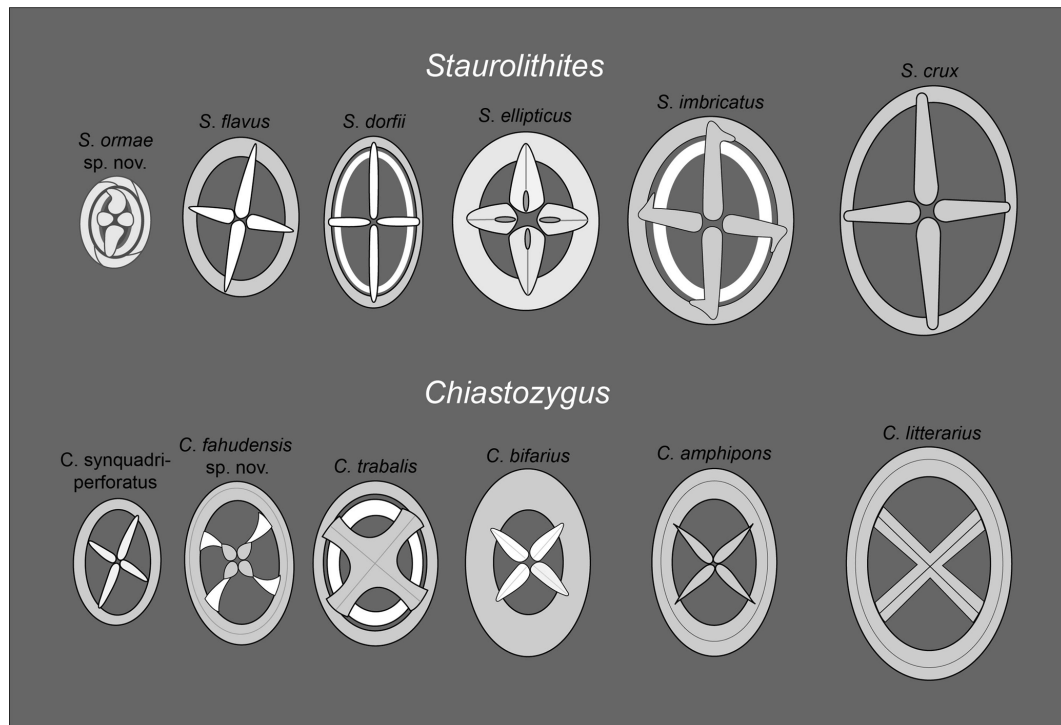 Staurolithites
S. ormae
sp. nov.
S. flavus
S. dorfii
S. ellipticus
S. imbricatus
S. crux
Chiastozygus
C. synquadri-
perforatus
C. fahudensis
sp. nov.
C. trabalis
C. bifarius
C. amphipons
C. litterarius